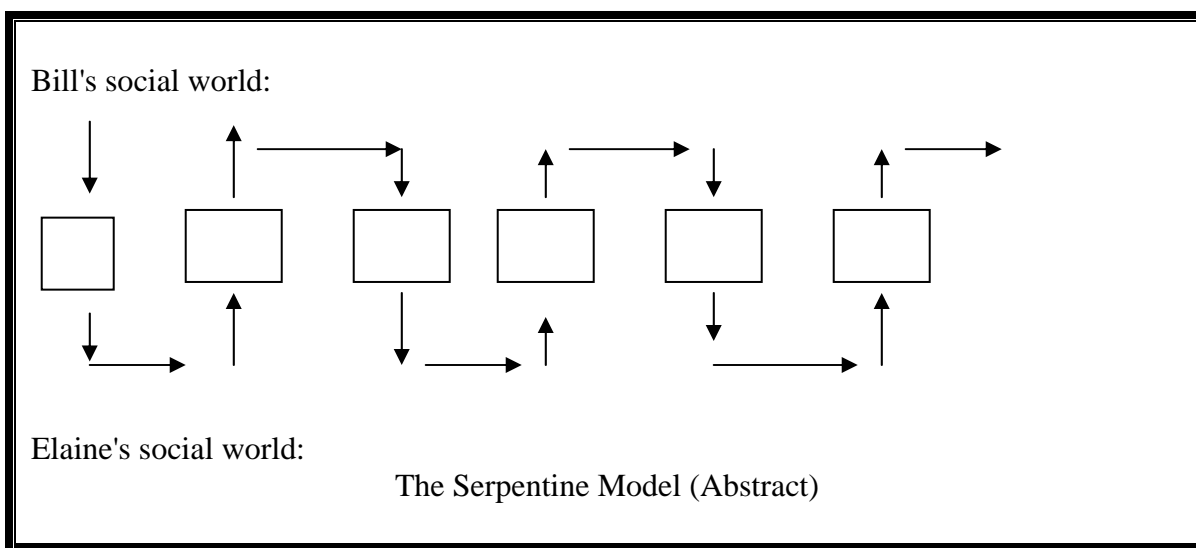 Bill's social world:
Elaine's social world:
The Serpentine Model (Abstract)